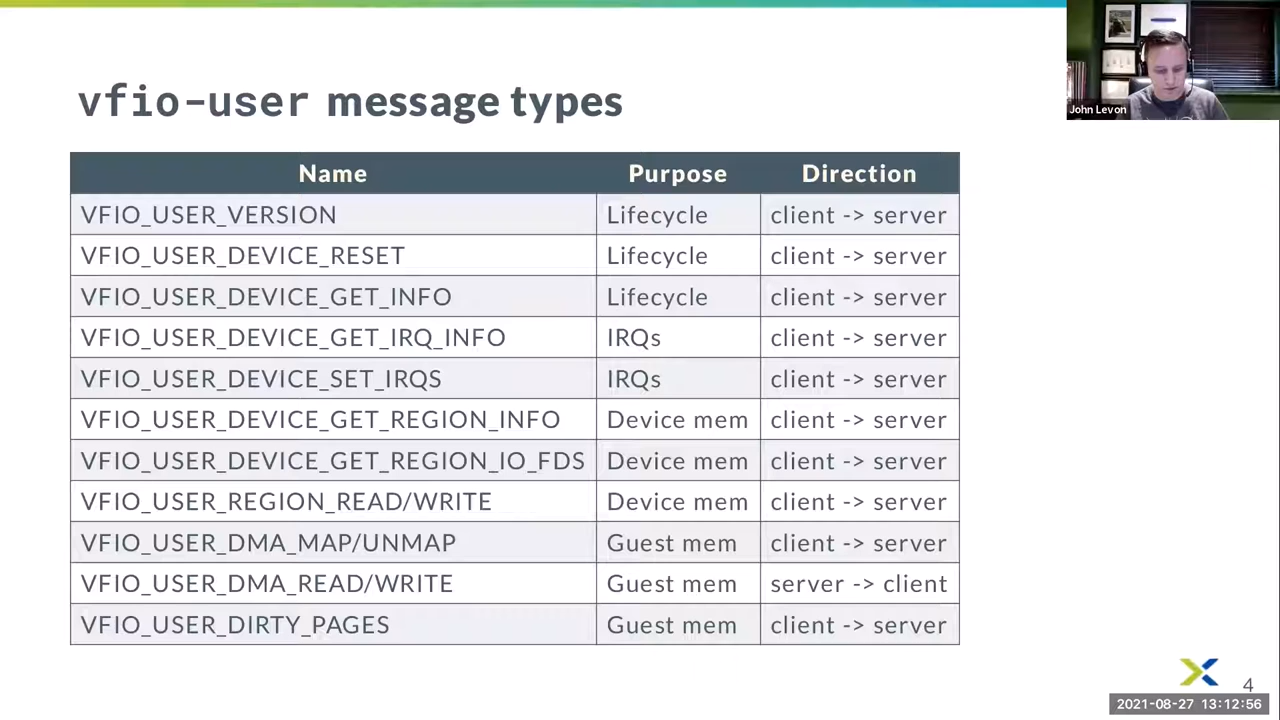 vfio-user message types
John Levon
Name Purpose Direction
VFIO_USER_VERSION Lifecycle client -> server
VFIO_USER_DEVICE_RESET Lifecycle client -> server
VFIO_USER_DEVICE_GET_INFO Lifecycle client -> server
VFIO_USER_DEVICE_GET_IRQ_INFO IRQs client -> server
VFIO_USER_DEVICE_SET_IRQS IRQs client -> server
VFIO_USER_DEVICE_GET_REGION_INFO Device mem client -> server
VFIO_USER_DEVICE_GET_REGION_IO_FDS Device mem client -> server
VFIO_USER_REGION_READ/WRITE Device mem client -> server
VFIO_USER_DMA_MAP/UNMAP Guest mem client -> server
VFIO_USER_DMA_READ/WRITE Guest mem server -> client
VFIO_USER_DIRTY_PAGES Guest mem client -> server
4
2021-08-27 13:12:56